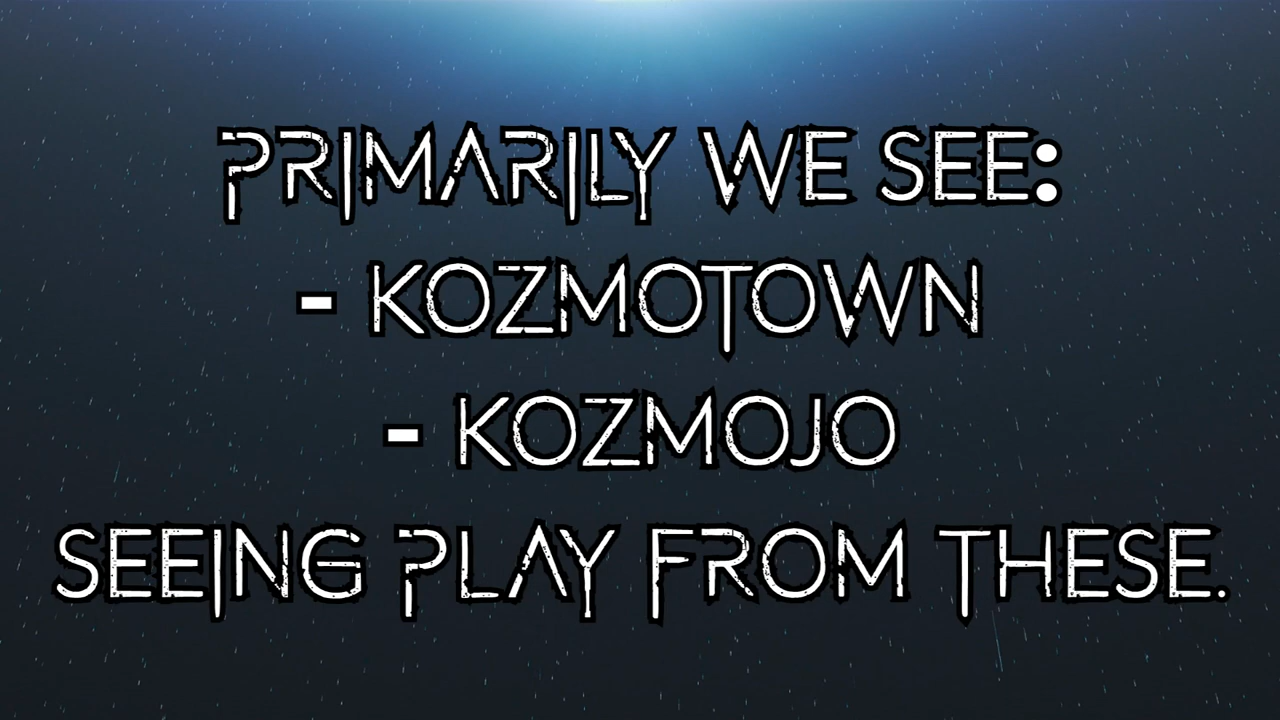 PRIMARILY WE SEE:
- KOZMOTOWN
- KOZMOJO
SEEING PLAY FROM THESE.